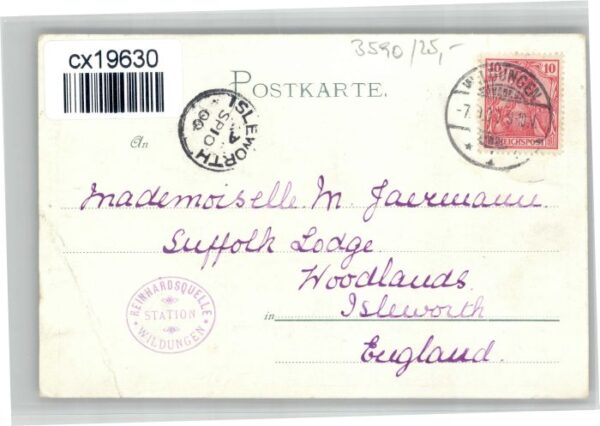 cx19630
3590/25,-
POSTKARTE.
10
REICHSPOST
WILDUNGEN
ISLEWORTH
A
SP10
00
An
Mademoiselle M. Jaermann.
Suffolk Lodge.
Woodlands.
in Isleworth
England.
REINHARDSQUELLE
STATION
WILDUNGEN